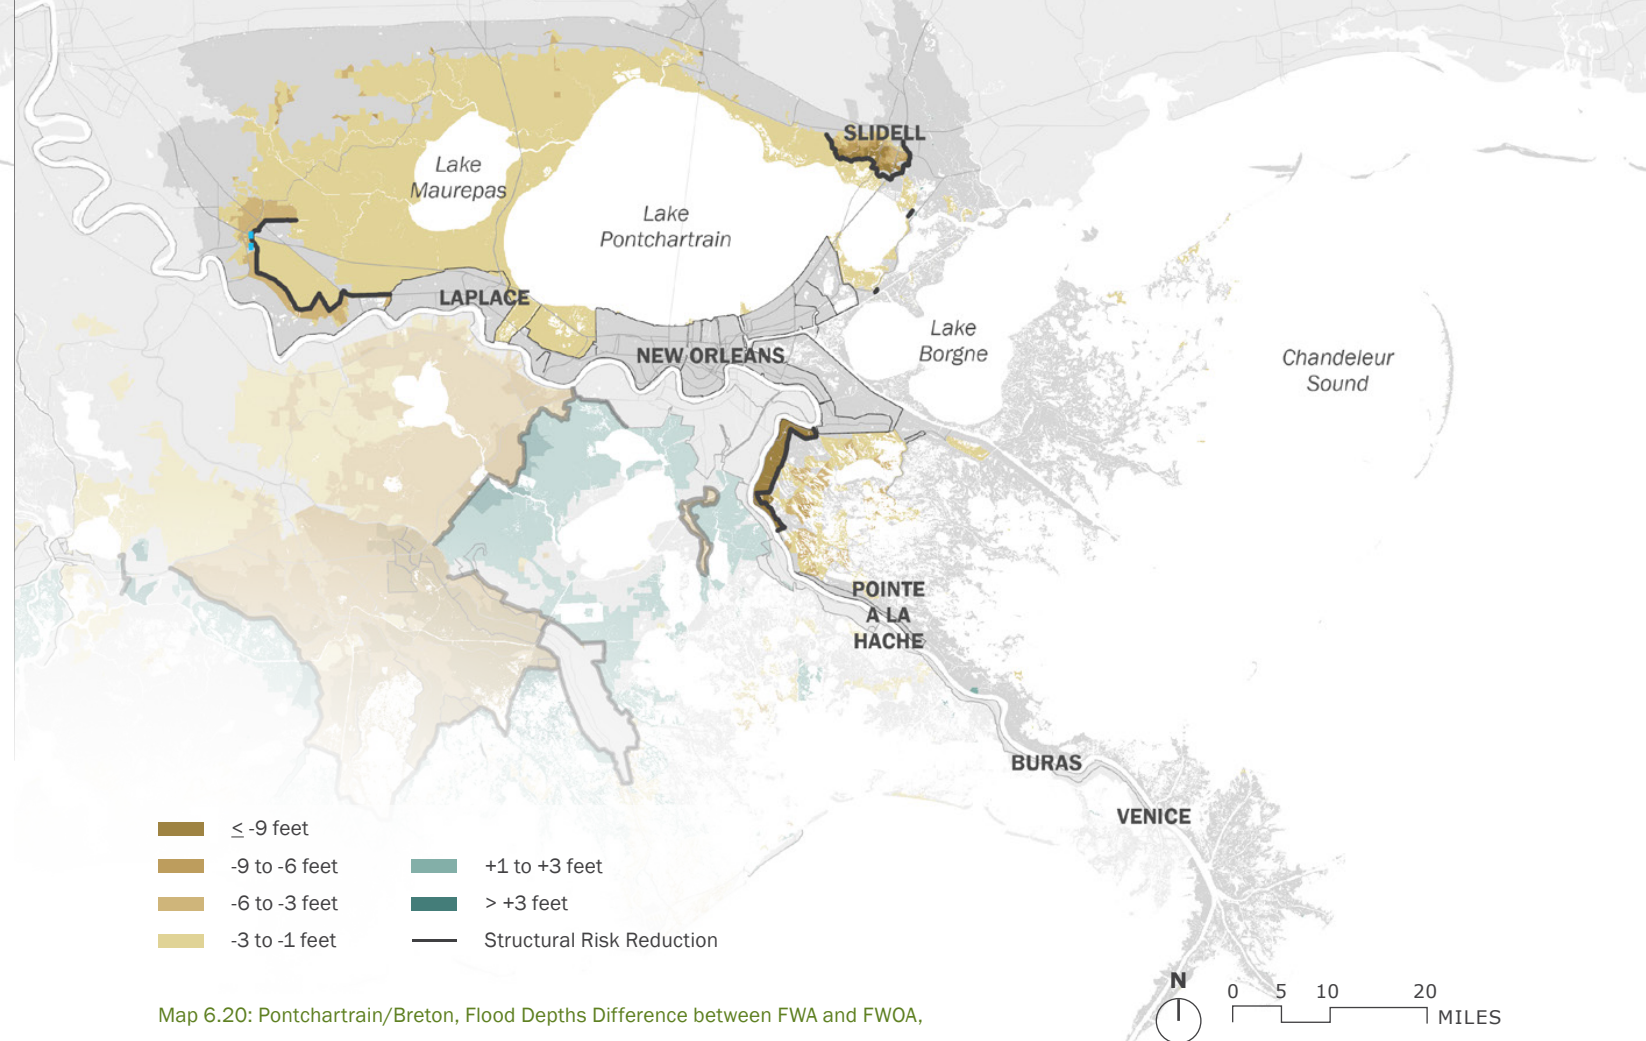 SLIDELL
Lake
Maurepas
Lake
Pontchartrain
LAPLACE
NEW ORLEANS
Lake
Borgne
Chandeleur
Sound
POINTE
A LA
HACHE
BURAS
VENICE
≤ -9 feet
-9 to -6 feet
-6 to -3 feet
-3 to -1 feet
+1 to +3 feet
> +3 feet
Structural Risk Reduction
N
0 5 10 20
MILES
Map 6.20: Pontchartrain/Breton, Flood Depths Difference between FWA and FWOA,